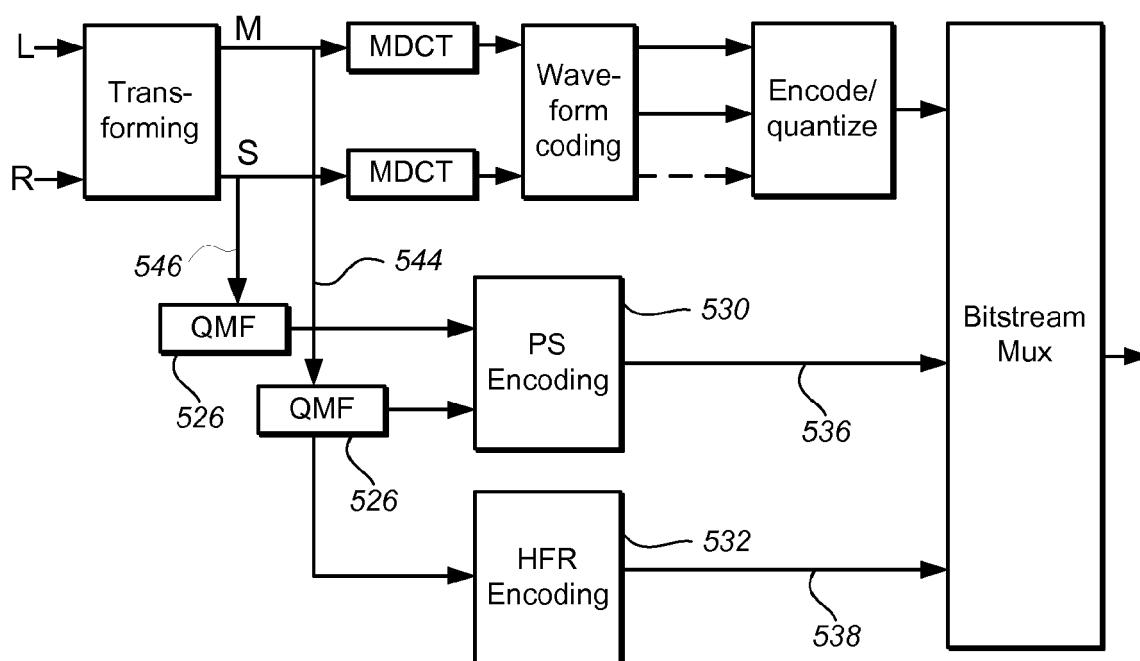 L
R
Trans-
forming
M
S
MDCT
MDCT
Wave-
form
coding
Encode/
quantize
Bitstream
Mux
546
544
QMF
526
QMF
526
PS
Encoding
530
536
HFR
Encoding
532
538